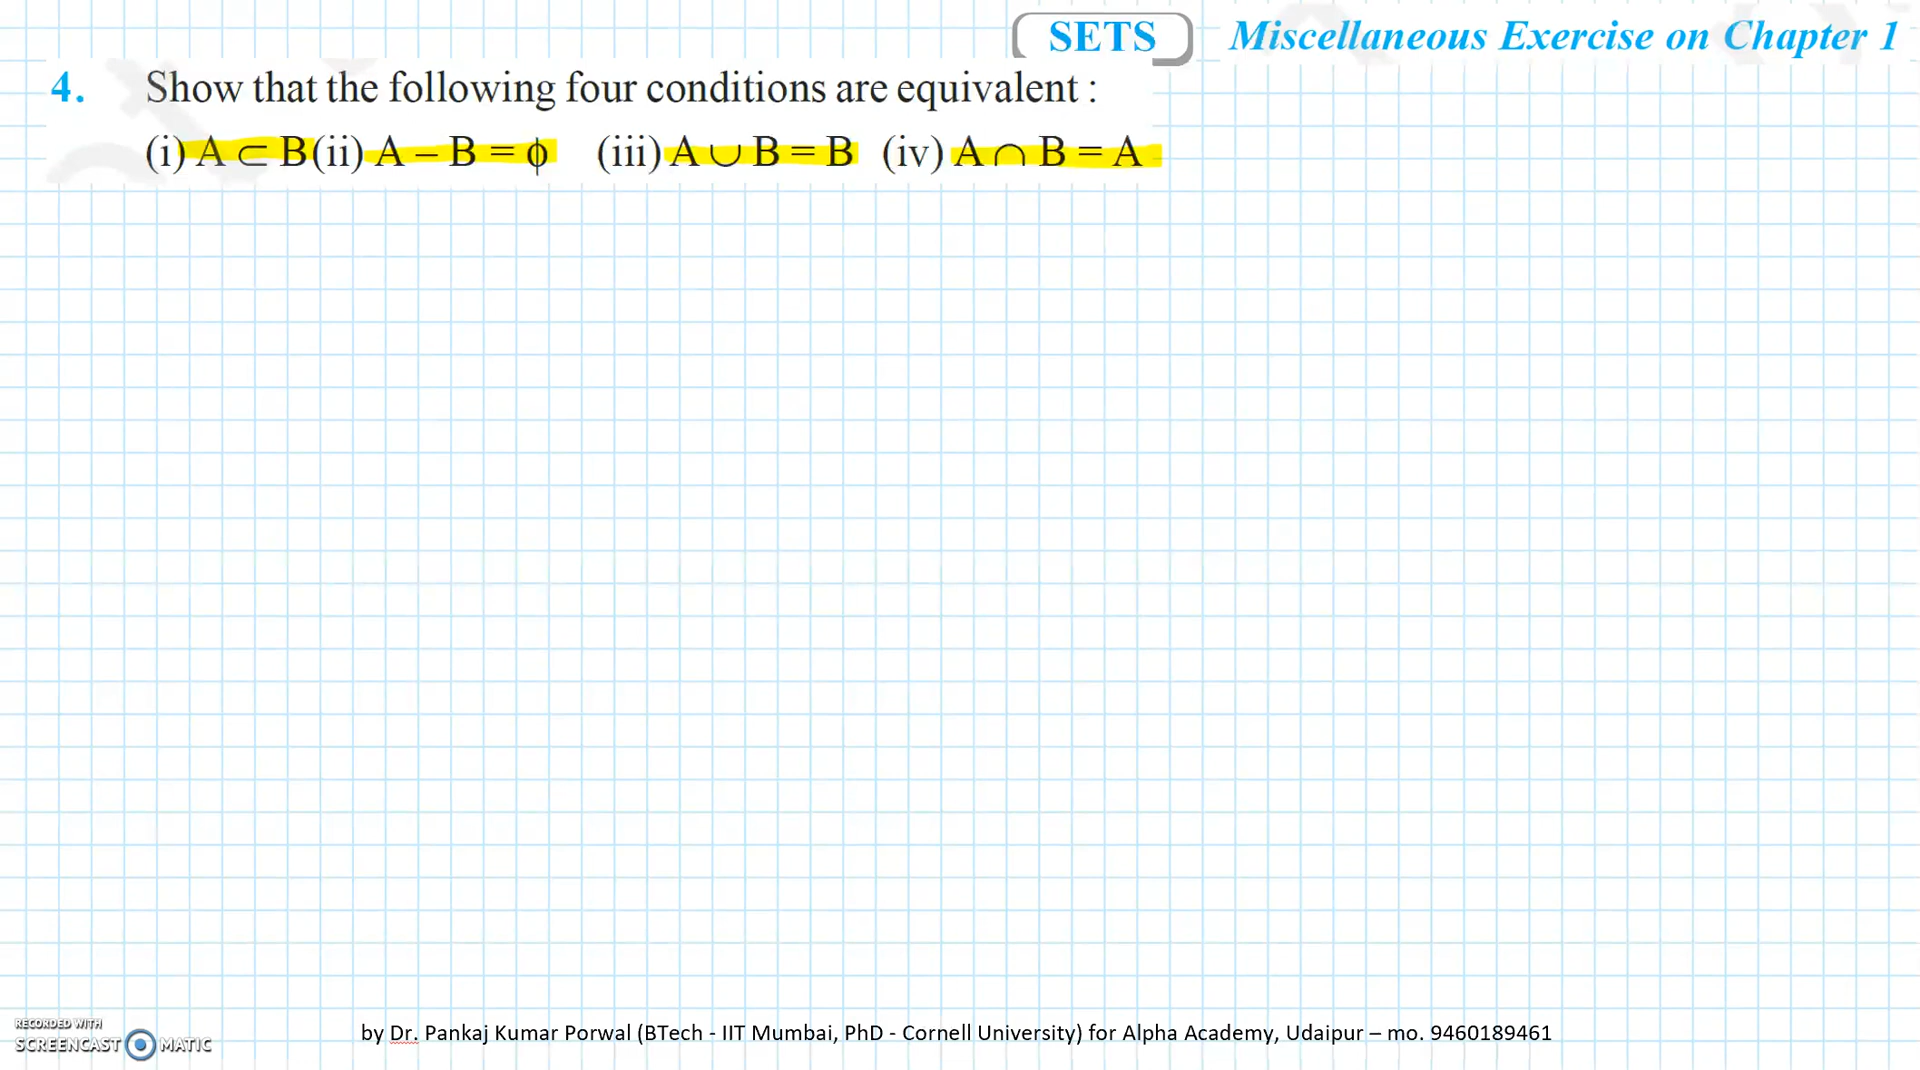 SETS Miscellaneous Exercise on Chapter 1
4. Show that the following four conditions are equivalent :
(i) A ⊂ B(ii) A – B = ϕ (iii) A ∪ B = B (iv) A ∩ B = A
RECORDED WITH
SCREENCAST MATIC
by Dr. Pankaj Kumar Porwal (BTech - IIT Mumbai, PhD - Cornell University) for Alpha Academy, Udaipur – mo. 9460189461